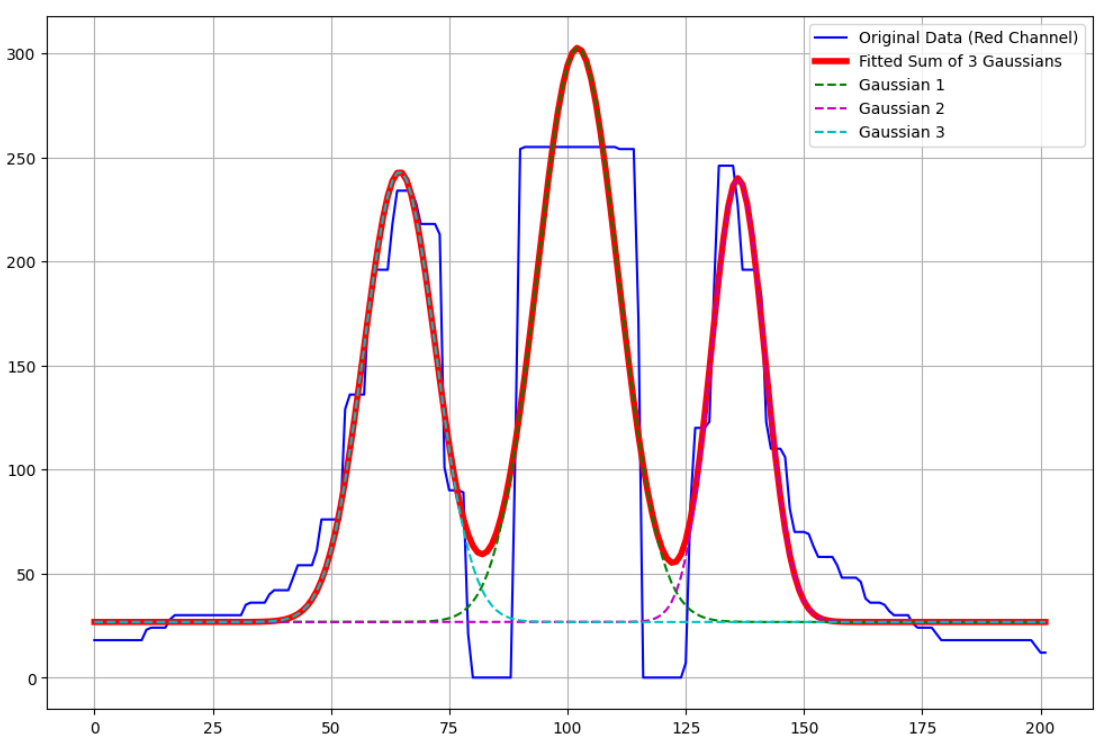 Original Data (Red Channel)
Fitted Sum of 3 Gaussians
Gaussian 1
Gaussian 2
Gaussian 3
300
250
200
150
100
50
0
0 25 50 75 100 125 150 175 200